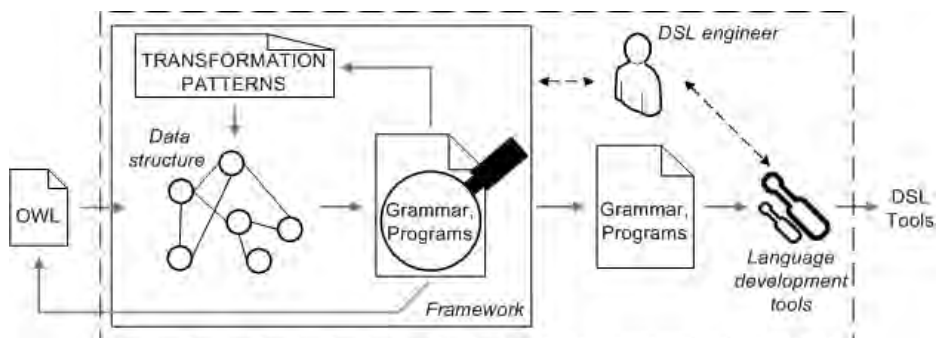 TRANSFORMATION
PATTERNS
DSL engineer
Data
structure
OWL
Grammar,
Programs
Grammar,
Programs
DSL
Tools
Language
development
tools
Framework